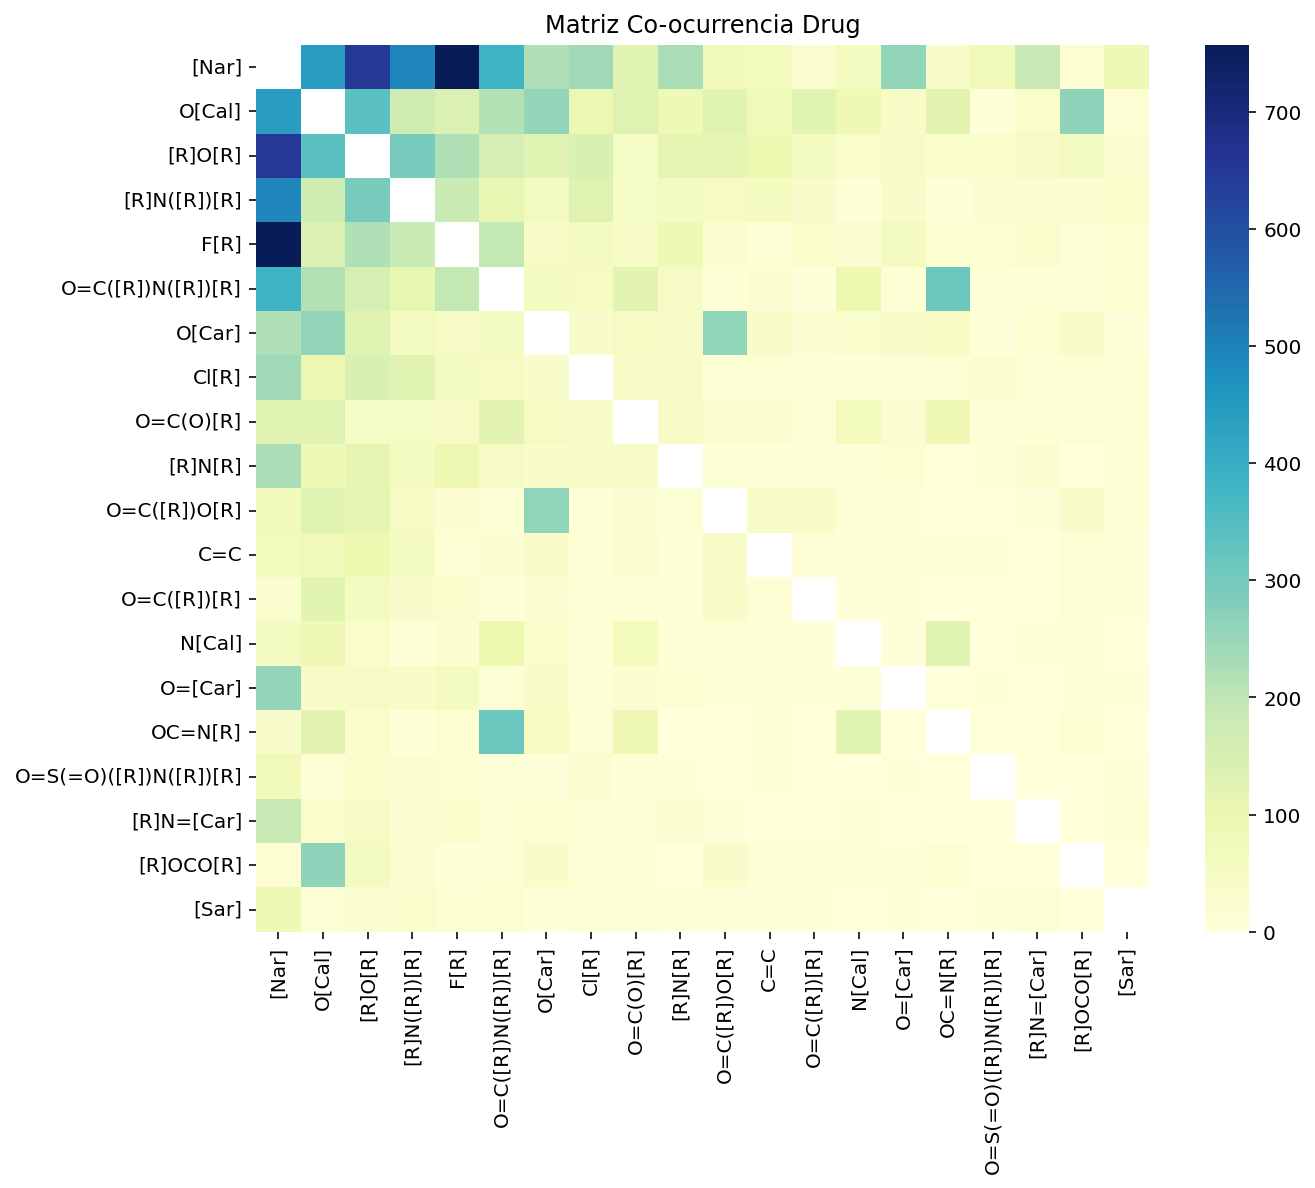 Matriz Co-ocurrencia Drug
[Nar]
O[Cal]
[R]O[R]
[R]N([R])[R]
F[R]
O=C([R])N([R])[R]
O[Car]
Cl[R]
O=C(O)[R]
[R]N[R]
O=C([R])O[R]
C=C
O=C([R])[R]
N[Cal]
O=[Car]
OC=N[R]
O=S(=O)([R])N([R])[R]
[R]N=[Car]
[R]OCO[R]
[Sar]
[Nar]
O[Cal]
[R]O[R]
[R]N([R])[R]
F[R]
O=C([R])N([R])[R]
O[Car]
Cl[R]
O=C(O)[R]
[R]N[R]
O=C([R])O[R]
C=C
O=C([R])[R]
N[Cal]
O=[Car]
OC=N[R]
O=S(=O)([R])N([R])[R]
[R]N=[Car]
[R]OCO[R]
[Sar]
700
600
500
400
300
200
100
0